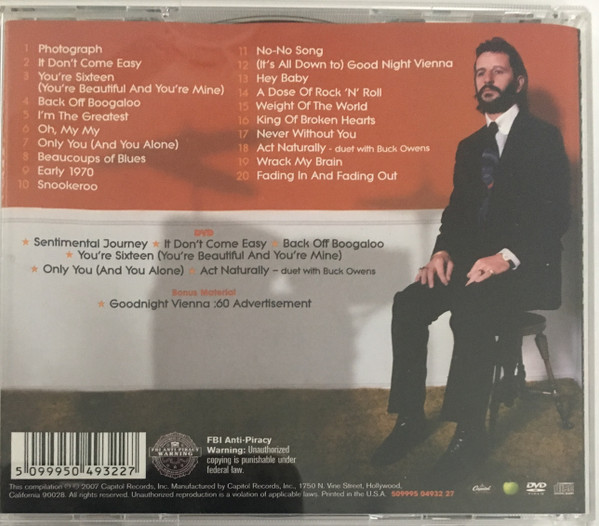 1 Photograph
2 It Don't Come Easy
3 You're Sixteen
(You're Beautiful And You're Mine)
4 Back Off Boogaloo
5 I'm The Greatest
6 Oh, My My
7 Only You (And You Alone)
8 Beaucoups of Blues
9 Early 1970
10 Snookeroo
11 No-No Song
12 (It's All Down to) Good Night Vienna
13 Hey Baby
14 A Dose Of Rock 'N' Roll
15 Weight Of The World
16 King Of Broken Hearts
17 Never Without You
18 Act Naturally - duet with Buck Owens
19 Wrack My Brain
20 Fading In And Fading Out
DVD
★ Sentimental Journey ★ It Don't Come Easy ★ Back Off Boogaloo
★ You're Sixteen (You're Beautiful And You're Mine)
★ Only You (And You Alone) ★ Act Naturally – duet with Buck Owens
Bonus Material
★ Goodnight Vienna :60 Advertisement
5 099950 493227
FBI ANTI-PIRACY
WARNING
FBI Anti-Piracy
Warning: Unauthorized
copying is punishable under
federal law.
This compilation ℗ © 2007 Capitol Records, Inc. Manufactured by Capitol Records, Inc., 1750 N. Vine Street, Hollywood,
California 90028. All rights reserved. Unauthorized reproduction is a violation of applicable laws. Printed in the U.S.A. 509995 04932 27
Capitol
DVD